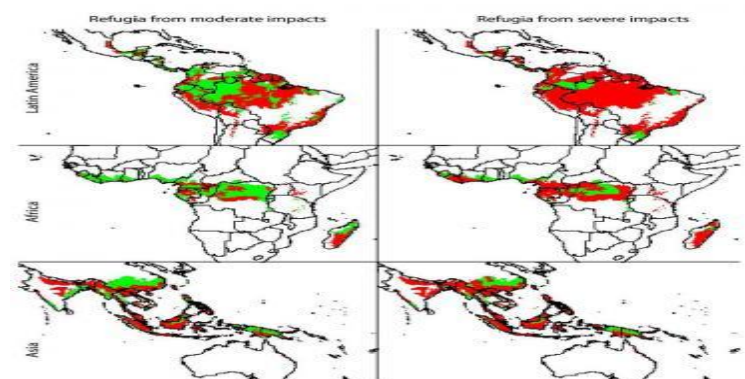 Refugia from moderate impacts
Refugia from severe impacts
Latin America
Africa
Asia